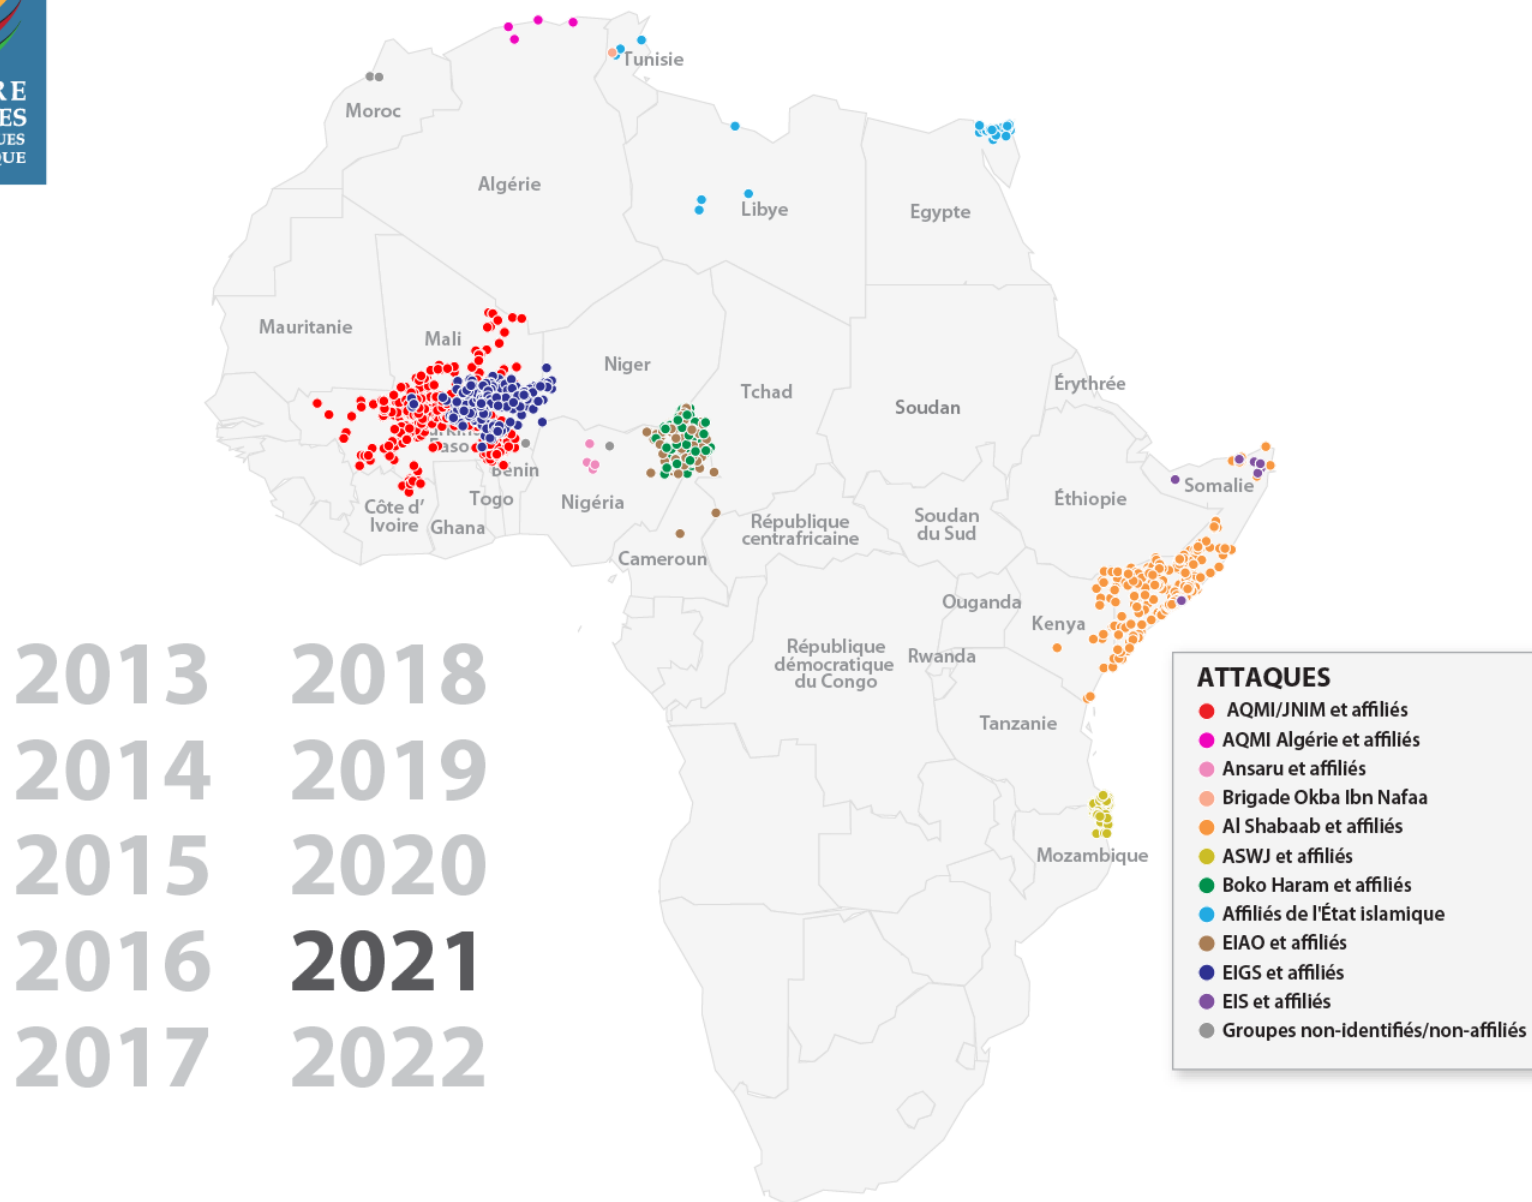 RE
ES
UES
QUE
Tunisie
Moroc
Algérie
Libye
Egypte
Mauritanie
Mali
Niger
Tchad
Soudan
Érythrée
Faso
Bénin
Togo
Nigéria
Côte d'
Ivoire
Ghana
Cameroun
République
centrafricaine
Soudan
du Sud
Éthiopie
Somalie
Ouganda
Kenya
République
démocratique
du Congo
Rwanda
Tanzanie
Mozambique
2013 2018
2014 2019
2015 2020
2016 2021
2017 2022
ATTAQUES
AQMI/JNIM et affiliés
AQMI Algérie et affiliés
Ansaru et affiliés
Brigade Okba Ibn Nafaa
Al Shabaab et affiliés
ASWJ et affiliés
Boko Haram et affiliés
Affiliés de l'État islamique
EIAO et affiliés
EIGS et affiliés
EIS et affiliés
Groupes non-identifiés/non-affiliés